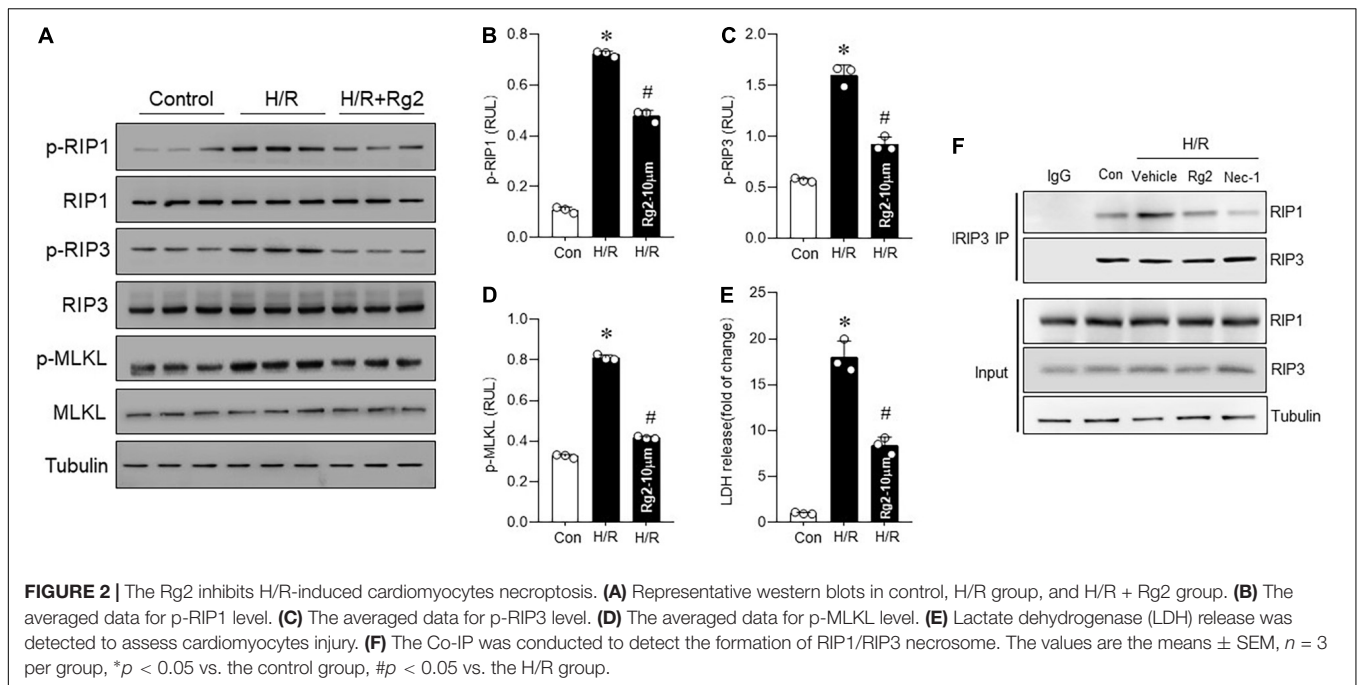 A
Control H/R H/R+Rg2
p-RIP1
RIP1
p-RIP3
RIP3
p-MLKL
MLKL
Tubulin
B
p-RIP1 (RUL)
0.8
0.6
0.4
0.2
0.0
*
#
Rg2-10μm
Con H/R H/R
C
p-RIP3 (RUL)
2.0
1.5
1.0
0.5
0.0
*
#
Rg2-10μm
Con H/R H/R
D
p-MLKL (RUL)
1.0
0.8
0.6
0.4
0.2
0.0
*
#
Rg2-10μm
Con H/R H/R
E
LDH release(fold of change)
25
20
15
10
5
0
*
#
Rg2-10μm
Con H/R H/R
F
H/R
IgG Con Vehicle Rg2 Nec-1
IRIP3 IP
RIP1
RIP3
Input
RIP1
RIP3
Tubulin
FIGURE 2 | The Rg2 inhibits H/R-induced cardiomyocytes necroptosis. (A) Representative western blots in control, H/R group, and H/R + Rg2 group. (B) The
averaged data for p-RIP1 level. (C) The averaged data for p-RIP3 level. (D) The averaged data for p-MLKL level. (E) Lactate dehydrogenase (LDH) release was
detected to assess cardiomyocytes injury. (F) The Co-IP was conducted to detect the formation of RIP1/RIP3 necrosome. The values are the means ± SEM, n = 3
per group, *p < 0.05 vs. the control group, #p < 0.05 vs. the H/R group.